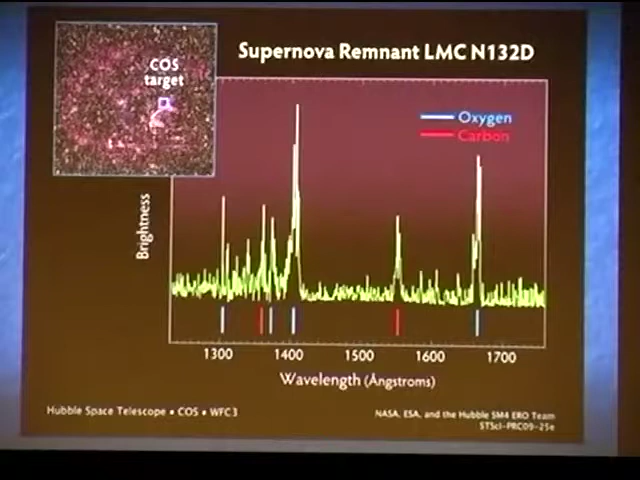 Supernova Remnant LMC N132D
COS
target
Oxygen
Carbon
Brightness
1300 1400 1500 1600 1700
Wavelength (Ångstroms)
Hubble Space Telescope • COS • WFC3
NASA, ESA, and the Hubble SM4 ERO Team
STScI-PRC09-25e